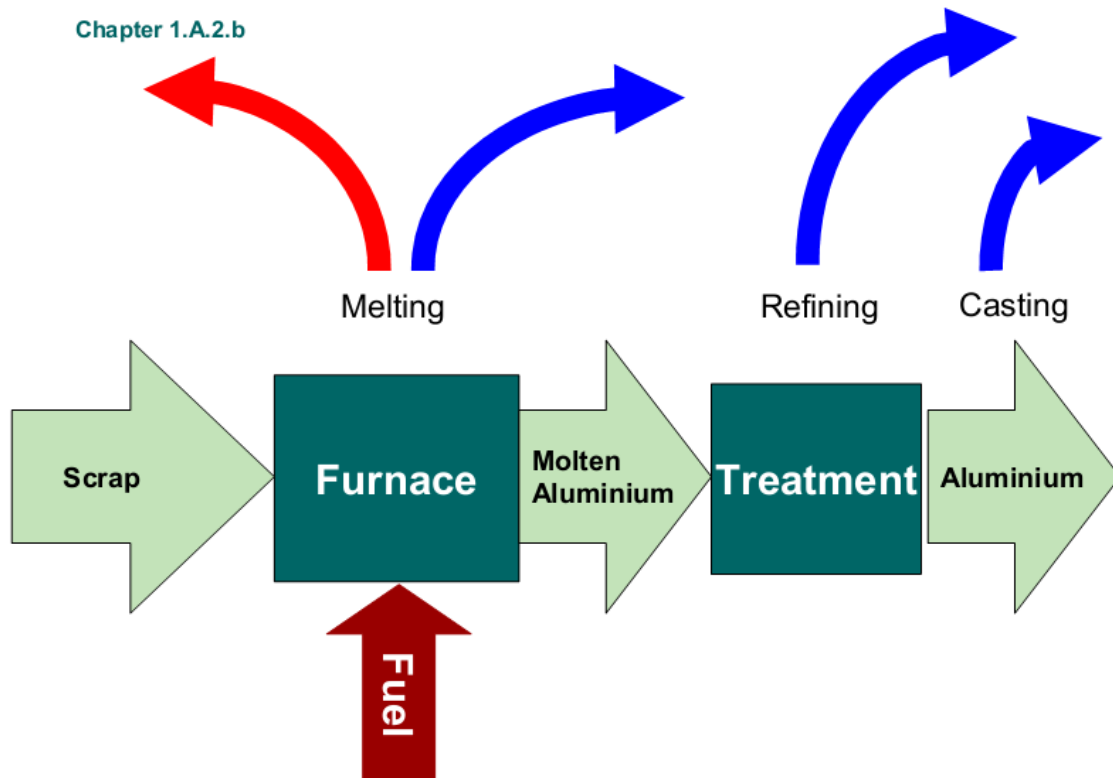 Chapter 1.A.2.b
Melting
Refining
Casting
Scrap
Furnace
Molten
Aluminium
Treatment
Aluminium
Fuel